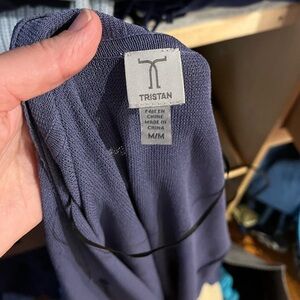 TRISTAN
FAIT EN
CHINE
MADE IN
CHINA
M/M